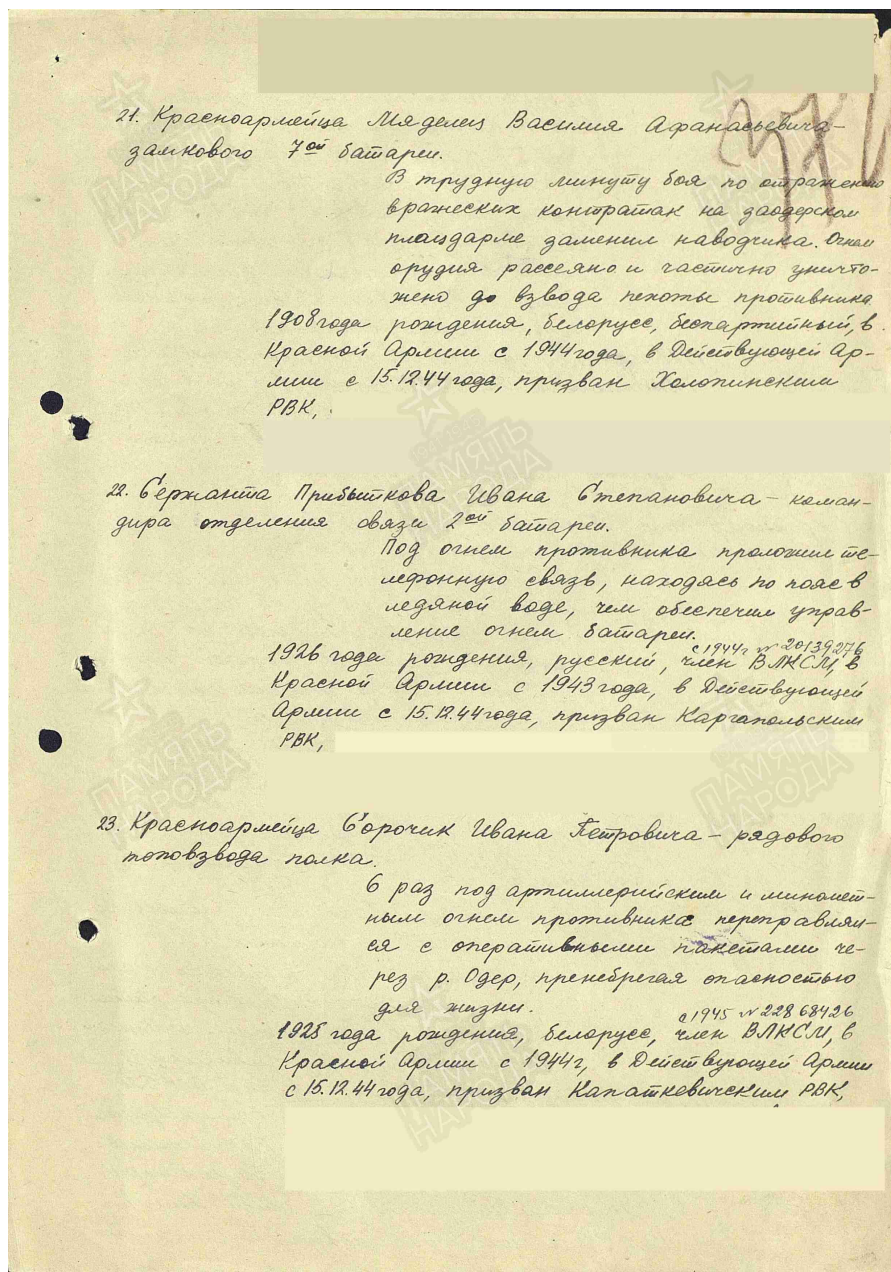 21. Красноармейца Мяделец Василия Афанасьевича –
замкового 7ой батареи.
В трудную минуту боя по отражению
вражеских контратак на заодерском
плацдарме заменил наводчика. Огнем
орудия рассеяно и частично уничто-
жено до взвода пехоты противника
1908 года рождения, белорусс, беспартийный, в
Красной Армии с 1944 года, в Действующей Ар-
мии с 15.12.44 года, призван Холопинским
РВК,
22. Сержанта Прибыткова Ивана Степановича – коман-
дира отделения связи 2ой батареи.
Под огнем противника проложил те-
лефонную связь, находясь по пояс в
ледяной воде, чем обеспечил управ-
ление огнем батареи.
с 1944 г № 20139276
1926 года рождения, русский, член ВЛКСМ, в
Красной Армии с 1943 года, в Действующей
Армии с 15.12.44 года, призван Каргапольским
РВК,
23. Красноармейца Сорочик Ивана Петровича – рядового
топовзвода полка.
6 раз под артиллерийским и миномет-
ным огнем противника переправлял-
ся с оперативными пакетами че-
рез р. Одер, пренебрегая опасностью
для жизни.
с 1945 № 22868426
1925 года рождения, белорусс, член ВЛКСМ, в
Красной Армии с 1944 г, в Действующей Армии
с 15.12.44 года, призван Капаткевичским РВК,
ПАМЯТЬ НАРОДА